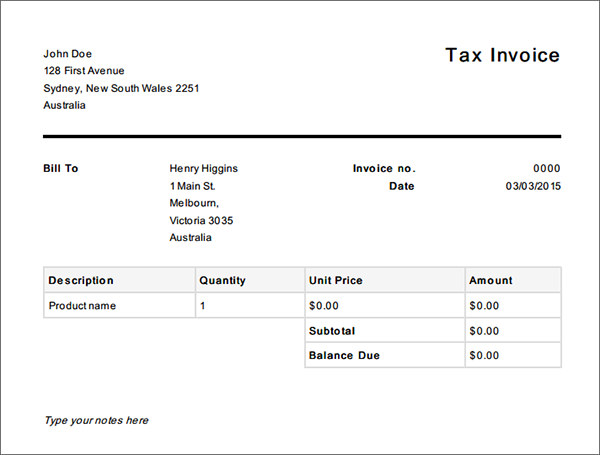 John Doe
128 First Avenue
Sydney, New South Wales 2251
Australia
Tax Invoice
Bill To
Henry Higgins
1 Main St.
Melbourn,
Victoria 3035
Australia
Invoice no. 0000
Date 03/03/2015
Description Quantity Unit Price Amount
Product name 1 $0.00 $0.00
Subtotal $0.00
Balance Due $0.00
Type your notes here